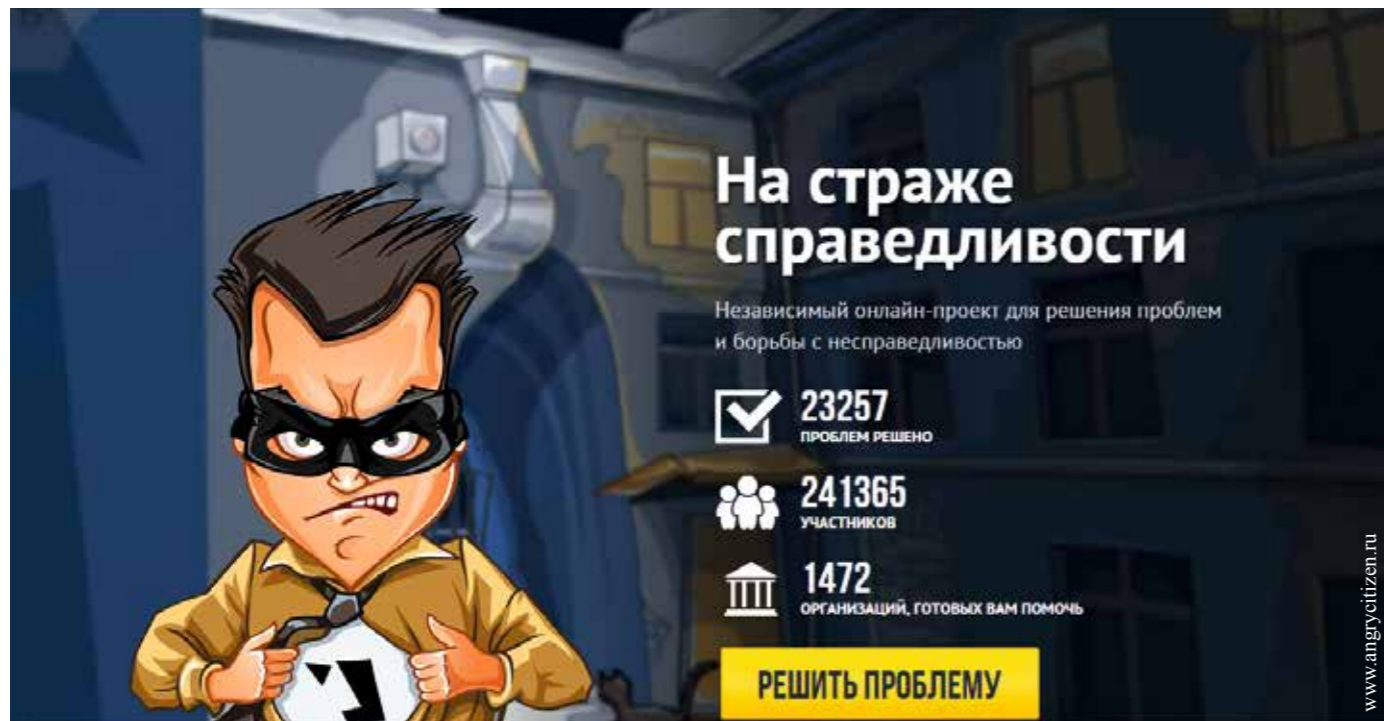 На страже
справедливости
Независимый онлайн-проект для решения проблем
и борьбы с несправедливостью
23257
ПРОБЛЕМ РЕШЕНО
241365
УЧАСТНИКОВ
1472
ОРГАНИЗАЦИЙ, ГОТОВЫХ ВАМ ПОМОЧЬ
РЕШИТЬ ПРОБЛЕМУ
www.angrycitizen.ru